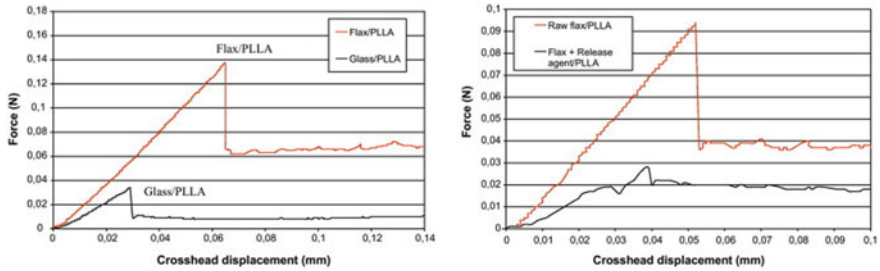 0,18
0,16
0,14
0,12
0,1
0,08
0,06
0,04
0,02
0
Force (N)
Flax/PLLA
Glass/PLLA
Flax/PLLA
Glass/PLLA
0 0,02 0,04 0,06 0,08 0,1 0,12 0,14
Crosshead displacement (mm)
0,1
0,09
0,08
0,07
0,06
0,05
0,04
0,03
0,02
0,01
0
Force (N)
Raw flax/PLLA
Flax + Release
agent/PLLA
0 0,01 0,02 0,03 0,04 0,05 0,06 0,07 0,08 0,09 0,1
Crosshead displacement (mm)